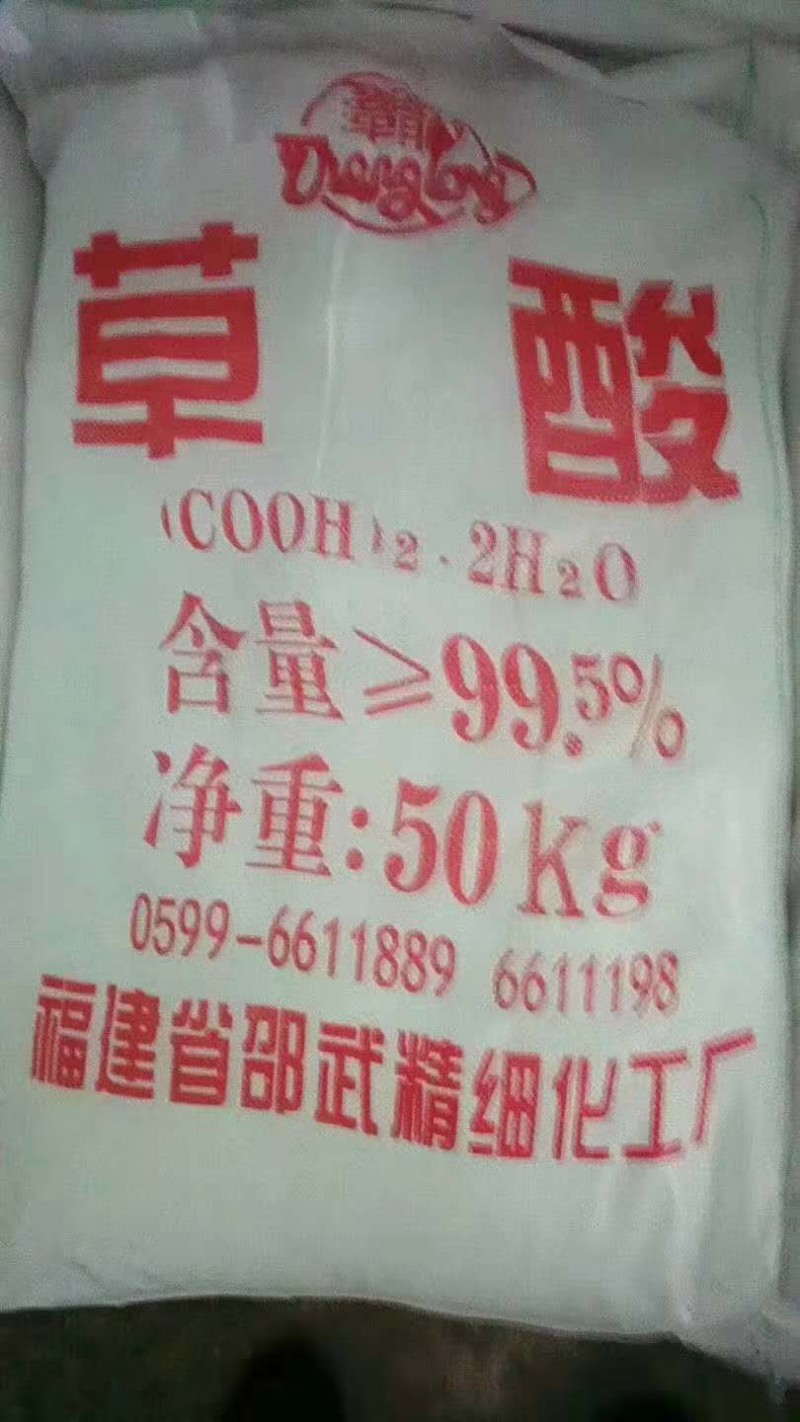 草 酸
(COOH)₂·2H₂O
含量≥99.5%
净重:50Kg
0599-6611889 6611198
福建省邵武精细化工厂